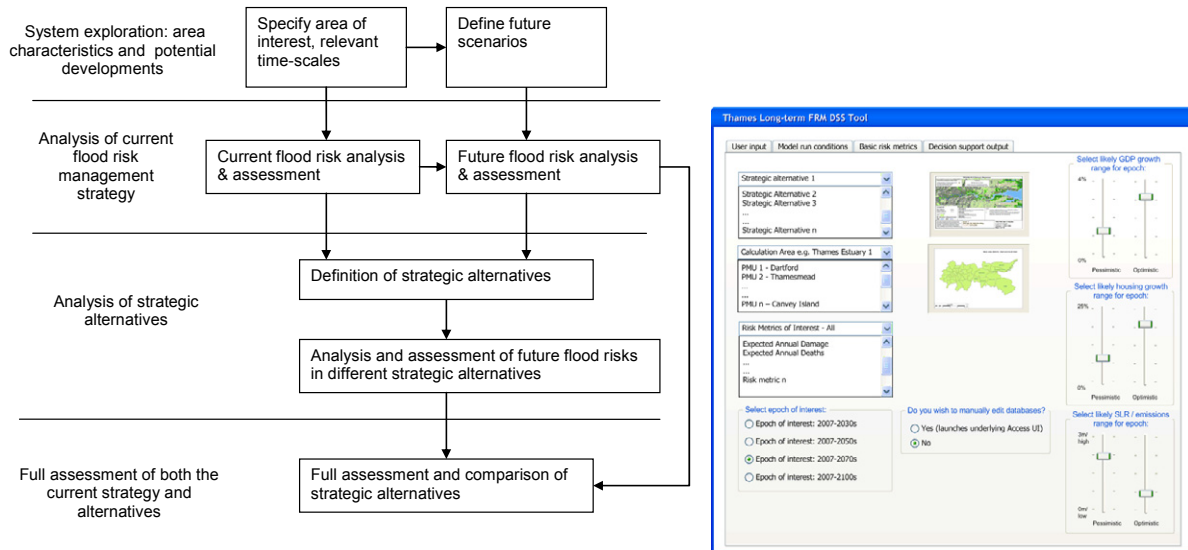 System exploration: area
characteristics and potential
developments
Specify area of
interest, relevant
time-scales
Define future
scenarios
Analysis of current
flood risk
management
strategy
Current flood risk analysis
& assessment
Future flood risk analysis
& assessment
Analysis of strategic
alternatives
Definition of strategic alternatives
Analysis and assessment of future flood risks
in different strategic alternatives
Full assessment of both the
current strategy and
alternatives
Full assessment and comparison of
strategic alternatives
Thames Long-term FRM DSS Tool
User input Model run conditions Basic risk metrics Decision support output
Strategic alternative 1
Strategic Alternative 2
Strategic Alternative 3
...
...
Strategic Alternative n
Calculation Area e.g. Thames Estuary 1
PMU 1 - Dartford
PMU 2 - Thamesmead
...
...
PMU n – Canvey Island
Risk Metrics of Interest - All
Expected Annual Damage
Expected Annual Deaths
...
...
Risk metric n
Select epoch of interest:
Epoch of interest: 2007-2030s
Epoch of interest: 2007-2050s
Epoch of interest: 2007-2070s
Epoch of interest: 2007-2100s
Do you wish to manually edit databases?
Yes (launches underlying Access UI)
No
Select likely GDP growth
range for epoch:
4%
0%
Pessimistic Optimistic
Select likely housing growth
range for epoch:
25%
0%
Pessimistic Optimistic
Select likely SLR / emissions
range for epoch:
3m/
high
0m/
low
Pessimistic Optimistic